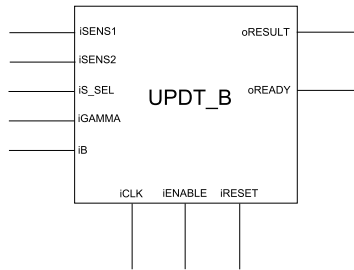 iSENS1 oRESULT
iSENS2
iS_SEL oREADY
UPDT_B
iGAMMA
iB
iCLK iENABLE iRESET